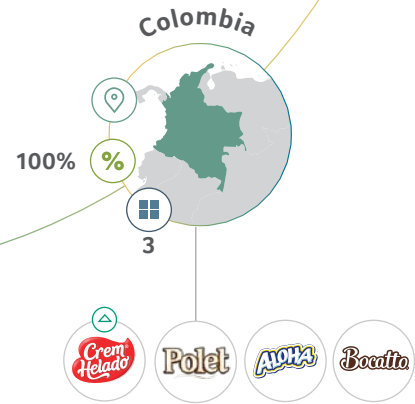 Colombia
100%
%
3
Crem
Helado
Polet
ALOHA
Bocatto